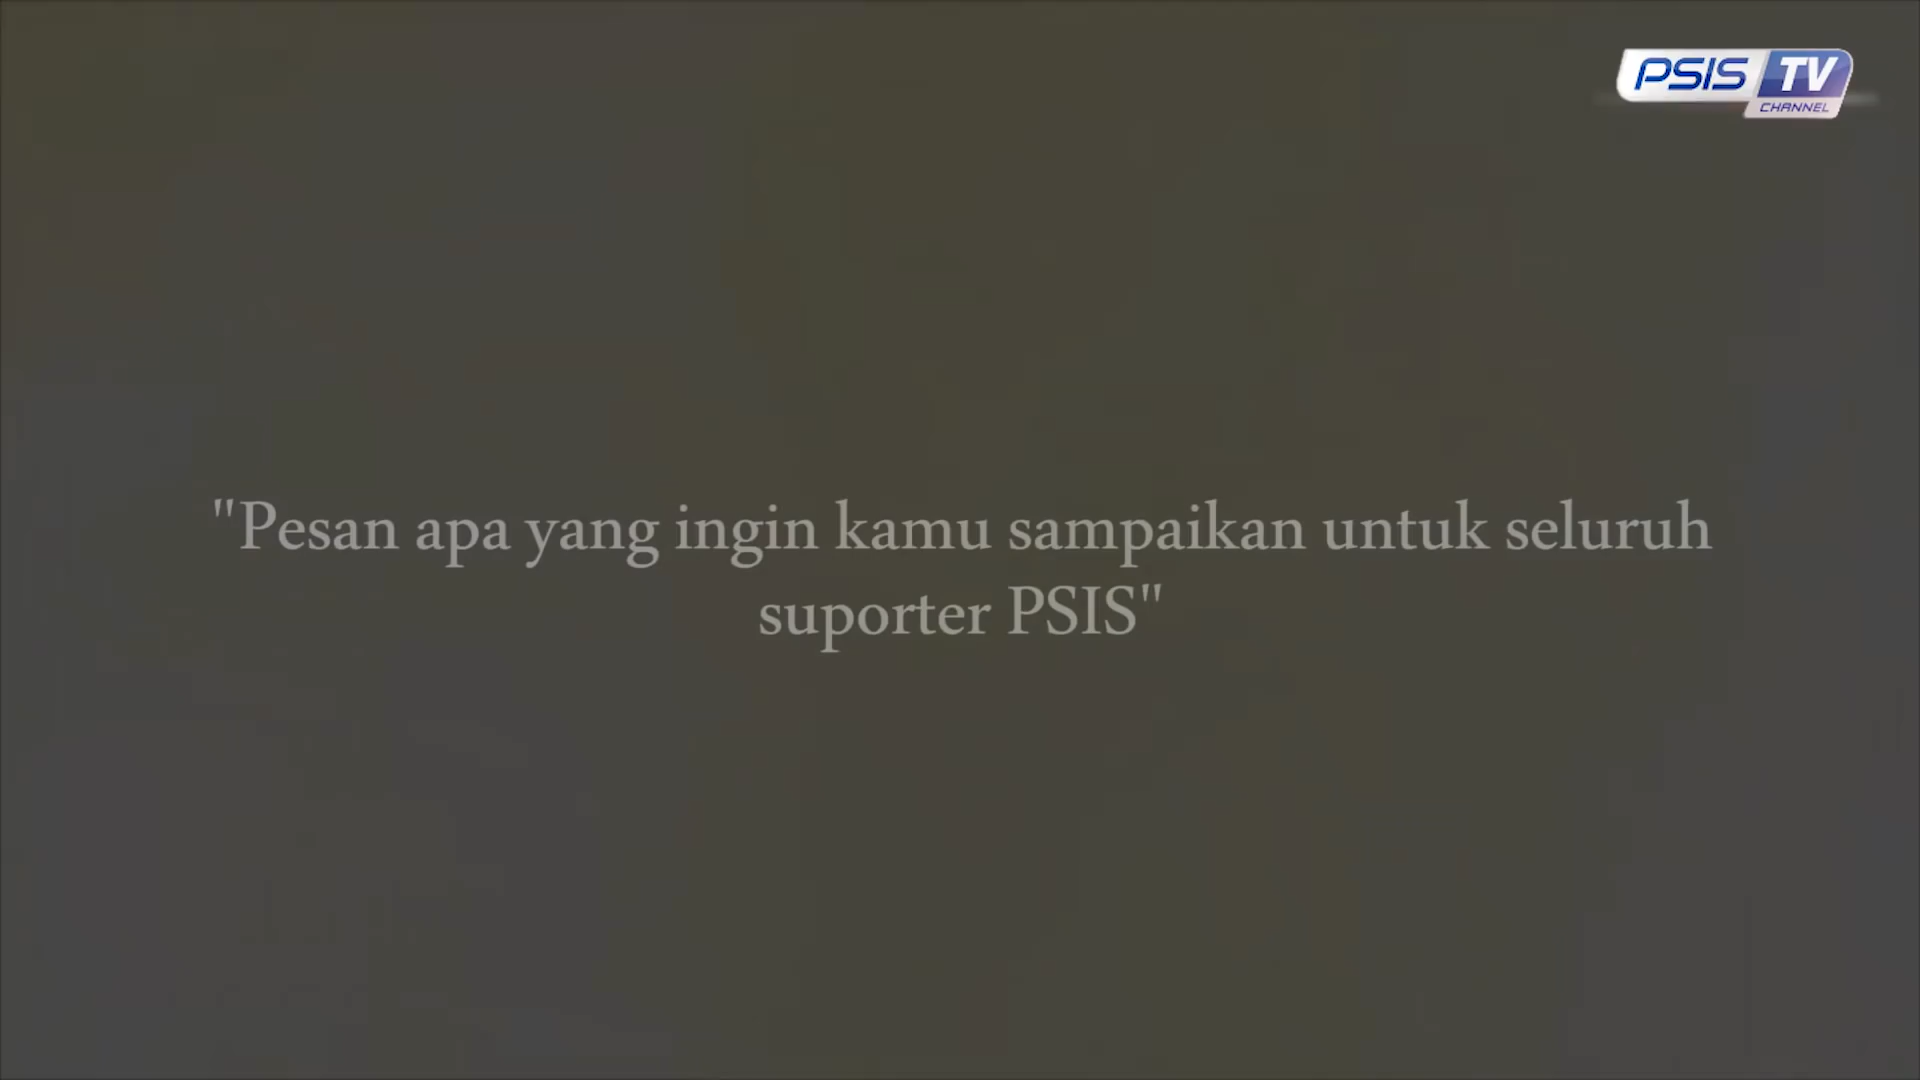 PSIS TV
CHANNEL
"Pesan apa yang ingin kamu sampaikan untuk seluruh
suporter PSIS"